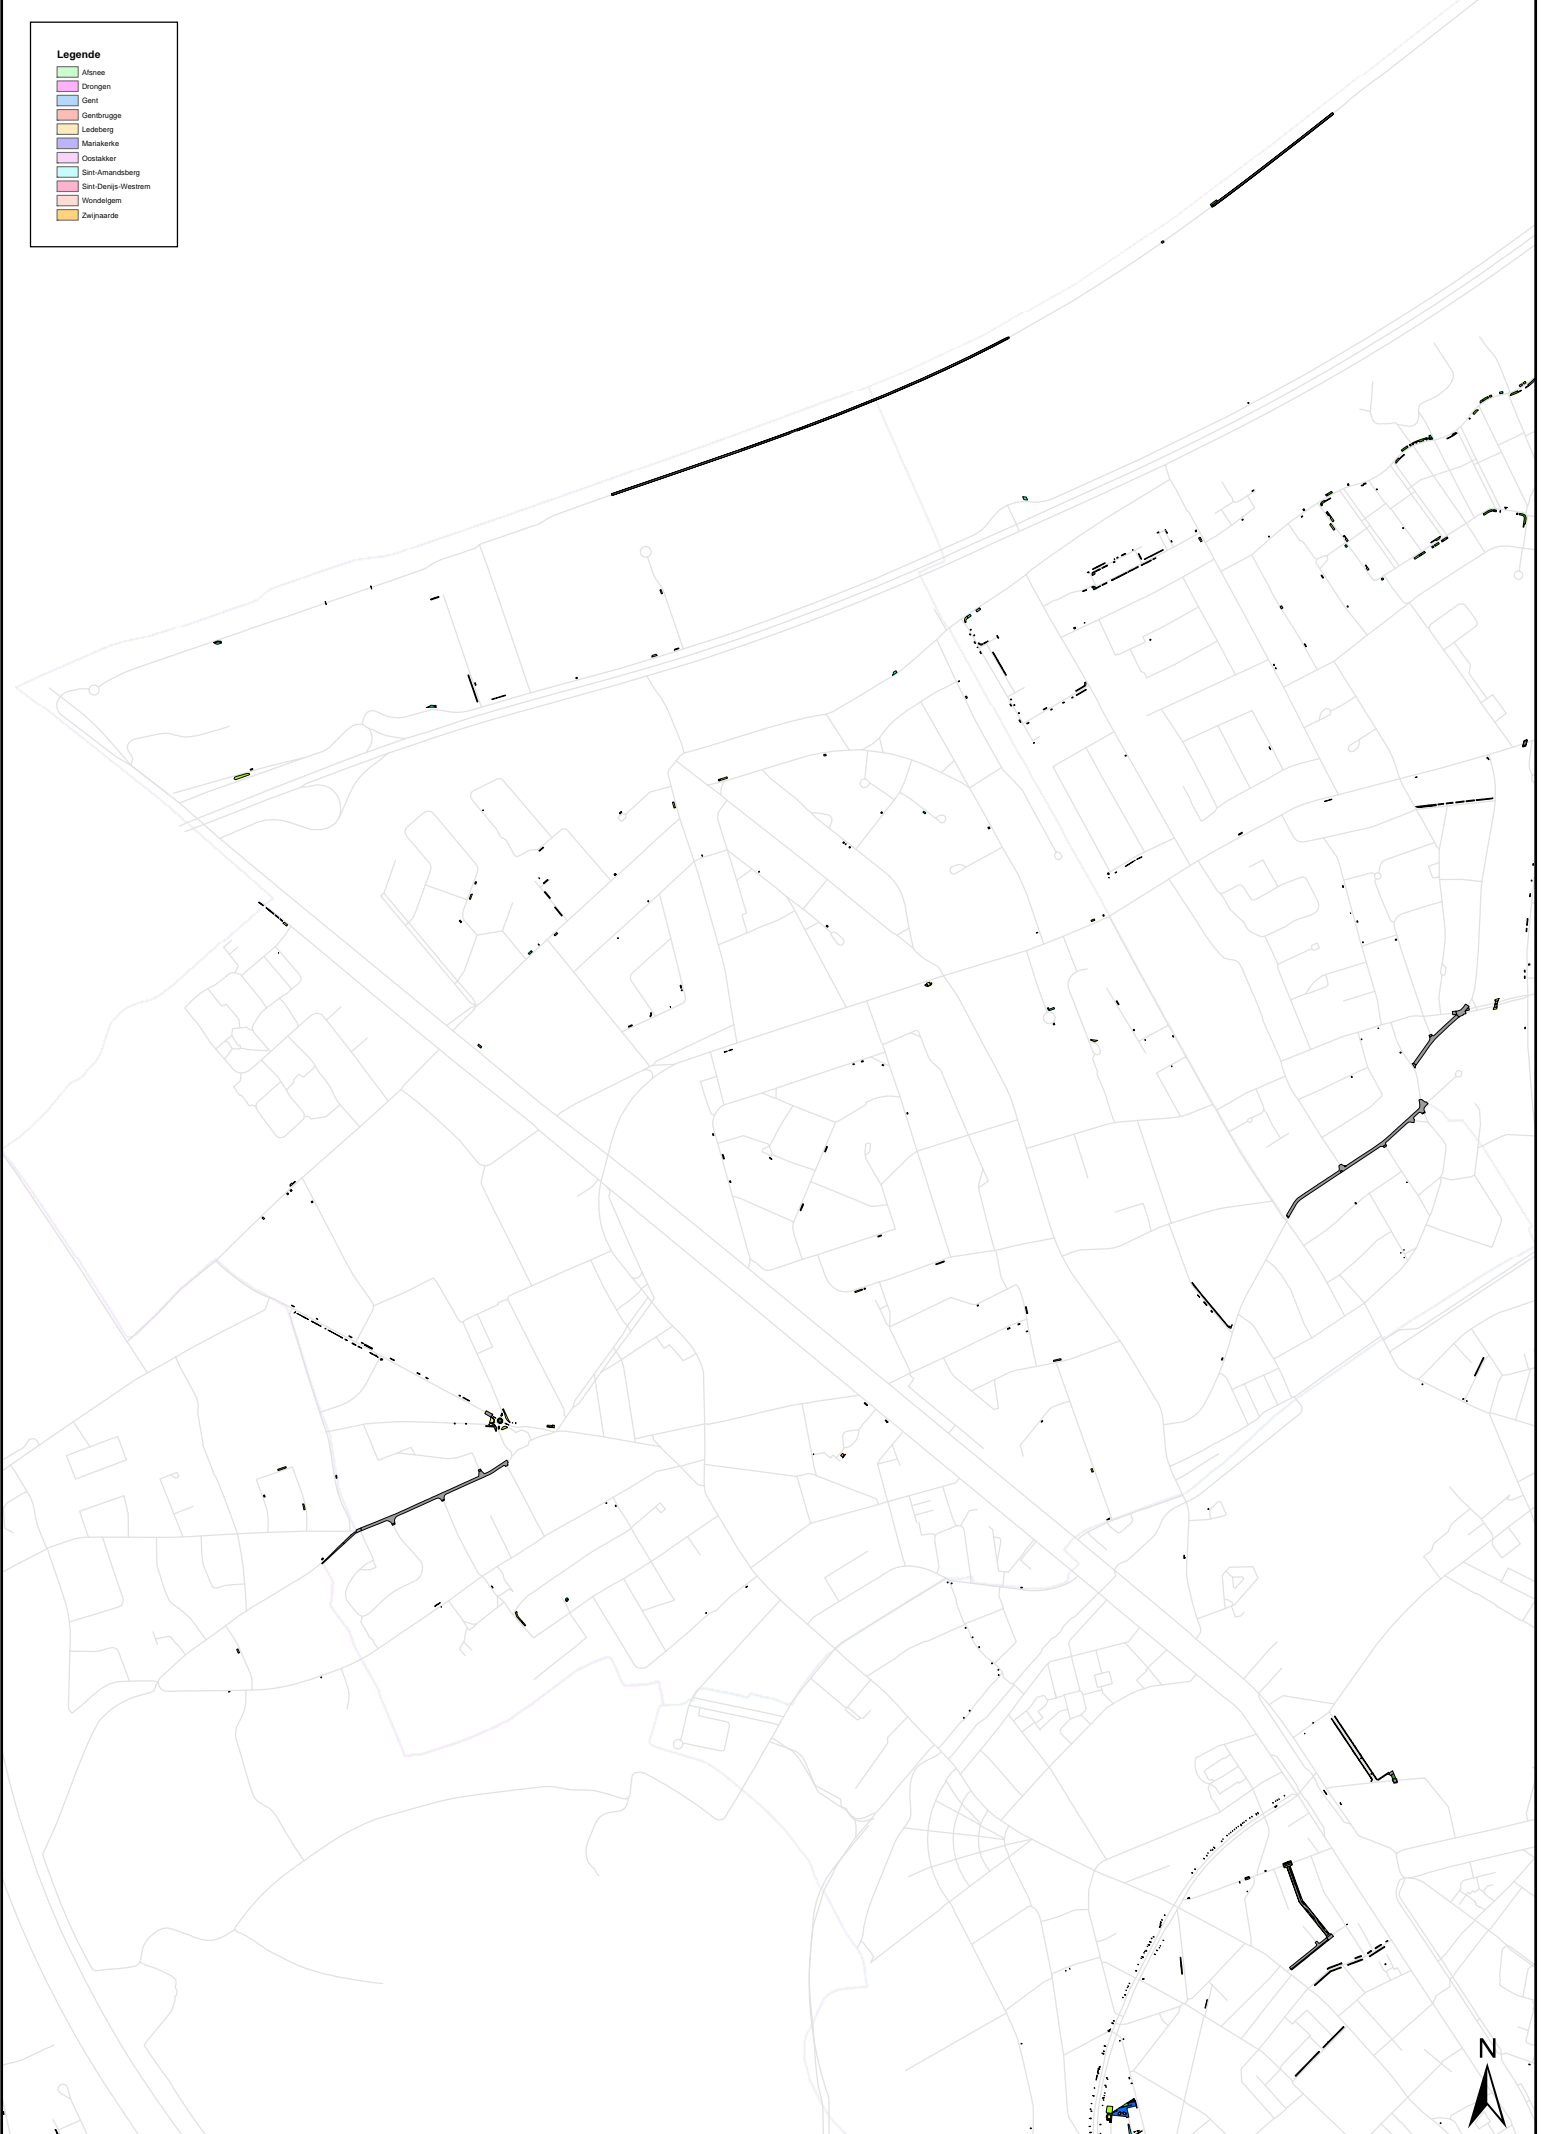 Legende
Afsnee
Drongen
Gent
Gentbrugge
Ledeberg
Mariakerke
Oostakker
Sint-Amandsberg
Sint-Denijs-Westrem
Wondelgem
Zwijnaarde
N